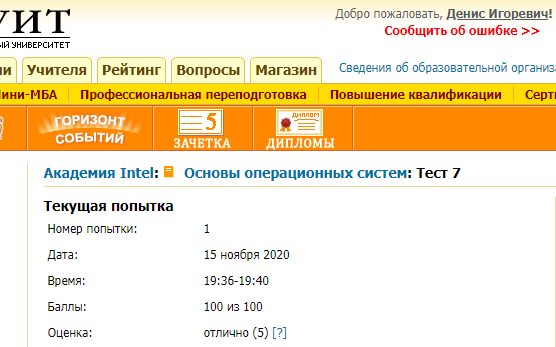 УИТ
Добро пожаловать, Денис Игоревич!
Сообщить об ошибке >>
ЫЙ УНИВЕРСИТЕТ
Учителя
Рейтинг
Вопросы
Магазин
Сведения об образовательной организа
ини-МБА
Профессиональная переподготовка
Повышение квалификации
Серти
ГОРИЗОНТ
СОБЫТИЙ
5
ЗАЧЕТКА
ДИПЛОМ
ДИПЛОМЫ
Академия Intel: Основы операционных систем: Тест 7
Текущая попытка
Номер попытки: 1
Дата: 15 ноября 2020
Время: 19:36-19:40
Баллы: 100 из 100
Оценка: отлично (5) [?]